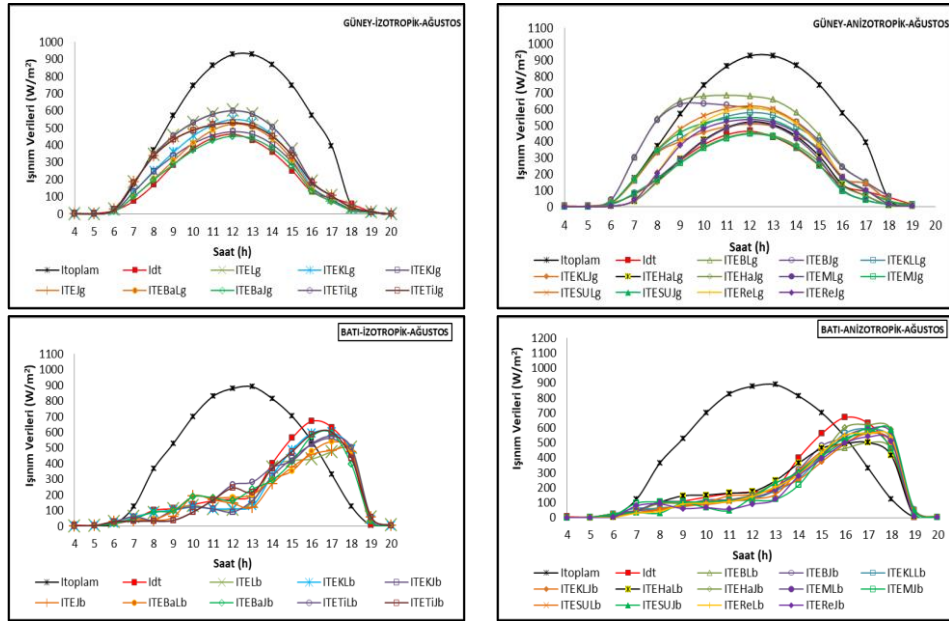 GÜNEY-İZOTROPİK-AĞUSTOS
Işınım Verileri (W/m²)
1000
900
800
700
600
500
400
300
200
100
0
4 5 6 7 8 9 10 11 12 13 14 15 16 17 18 19 20
Saat (h)
Itoplam Idt ITELg ITEKLg ITEKJg
ITEJg ITEBaLg ITEBaJg ITETiLg ITETiJg
GÜNEY-ANİZOTROPİK-AĞUSTOS
Işınım Verileri (W/m²)
1100
1000
900
800
700
600
500
400
300
200
100
0
4 5 6 7 8 9 10 11 12 13 14 15 16 17 18 19 20
Saat (h)
Itoplam Idt ITEBLg ITEBJg ITEKLLg
ITEKLJg ITEHaLg ITEHaJg ITEMLg ITEMJg
ITESULg ITESUJg ITEReLg ITEReJg
BATI-İZOTROPİK-AĞUSTOS
Işınım Verileri (W/m²)
1100
1000
900
800
700
600
500
400
300
200
100
0
4 5 6 7 8 9 10 11 12 13 14 15 16 17 18 19 20
Saat (h)
Itoplam Idt ITELb ITEKLb ITEKJb
ITEJb ITEBaLb ITEBaJb ITETiLb ITETiJb
BATI-ANİZOTROPİK-AĞUSTOS
Işınım Verileri (W/m²)
1200
1100
1000
900
800
700
600
500
400
300
200
100
0
4 5 6 7 8 9 10 11 12 13 14 15 16 17 18 19 20
Saat (h)
Itoplam Idt ITEBLb ITEBJb ITEKLLb
ITEKLJb ITEHaLb ITEHaJb ITEMLb ITEMJb
ITESULb ITESUJb ITEReLb ITEReJb